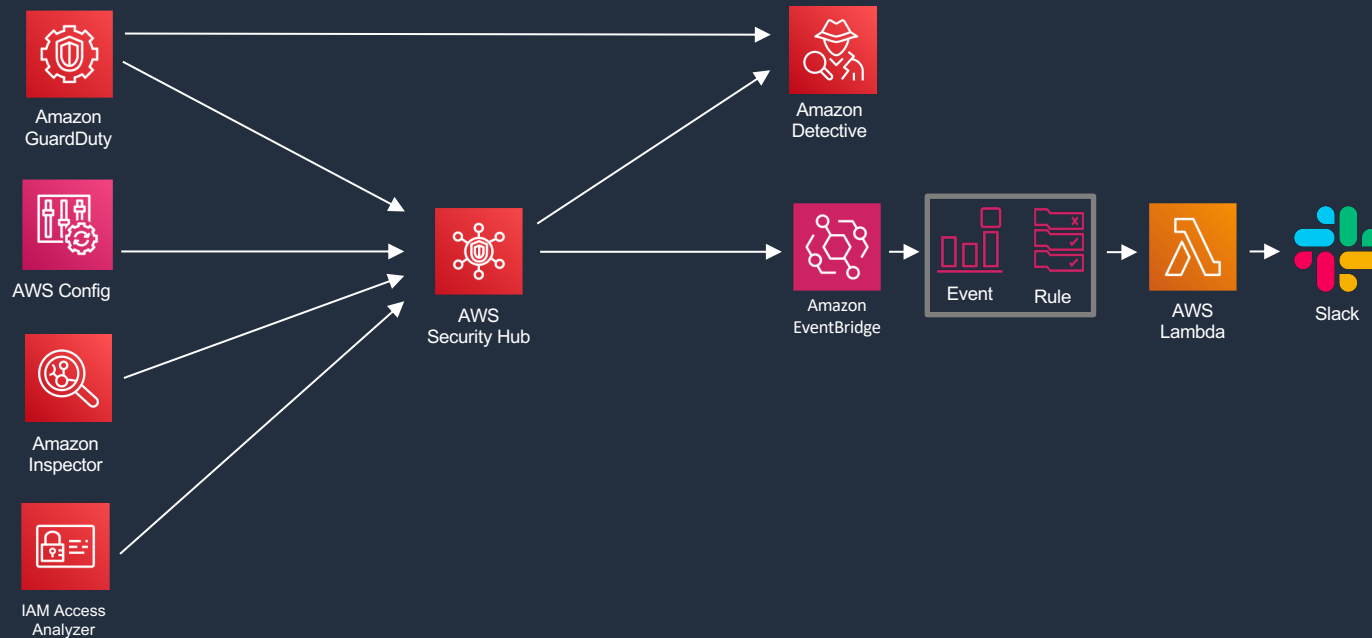 Amazon
GuardDuty
Amazon
Detective
AWS Config
AWS
Security Hub
Amazon
EventBridge
Event
Rule
AWS
Lambda
Slack
Amazon
Inspector
IAM Access
Analyzer